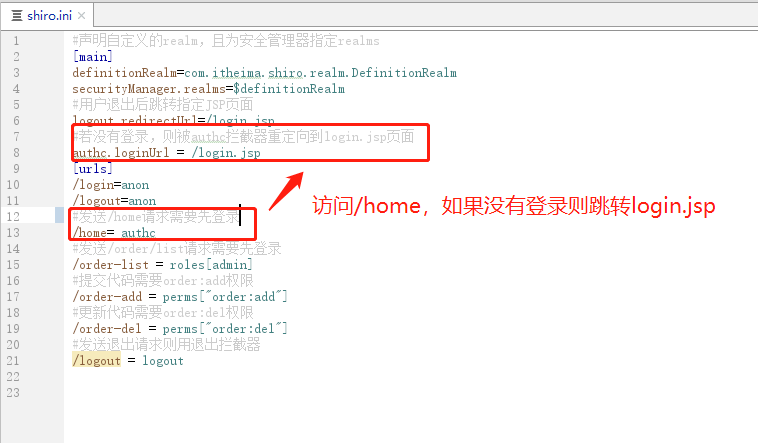 shiro.ini
1 #声明自定义的realm，且为安全管理器指定realms
2 [main]
3 definitionRealm=com.itheima.shiro.realm.DefinitionRealm
4 securityManager.realms=$definitionRealm
5 #用户退出后跳转指定JSP页面
6 logout.redirectUrl=/login.jsp
7 #若没有登录，则被authc拦截器重定向到login.jsp页面
8 authc.loginUrl = /login.jsp
9 [urls]
10 /login=anon
11 /logout=anon
12 #发送/home请求需要先登录
13 /home= authc
14 #发送/order/list请求需要先登录
15 /order-list = roles[admin]
16 #提交代码需要order:add权限
17 /order-add = perms["order:add"]
18 #更新代码需要order:del权限
19 /order-del = perms["order:del"]
20 #发送退出请求则用退出拦截器
21 /logout = logout
22
23
访问/home，如果没有登录则跳转login.jsp